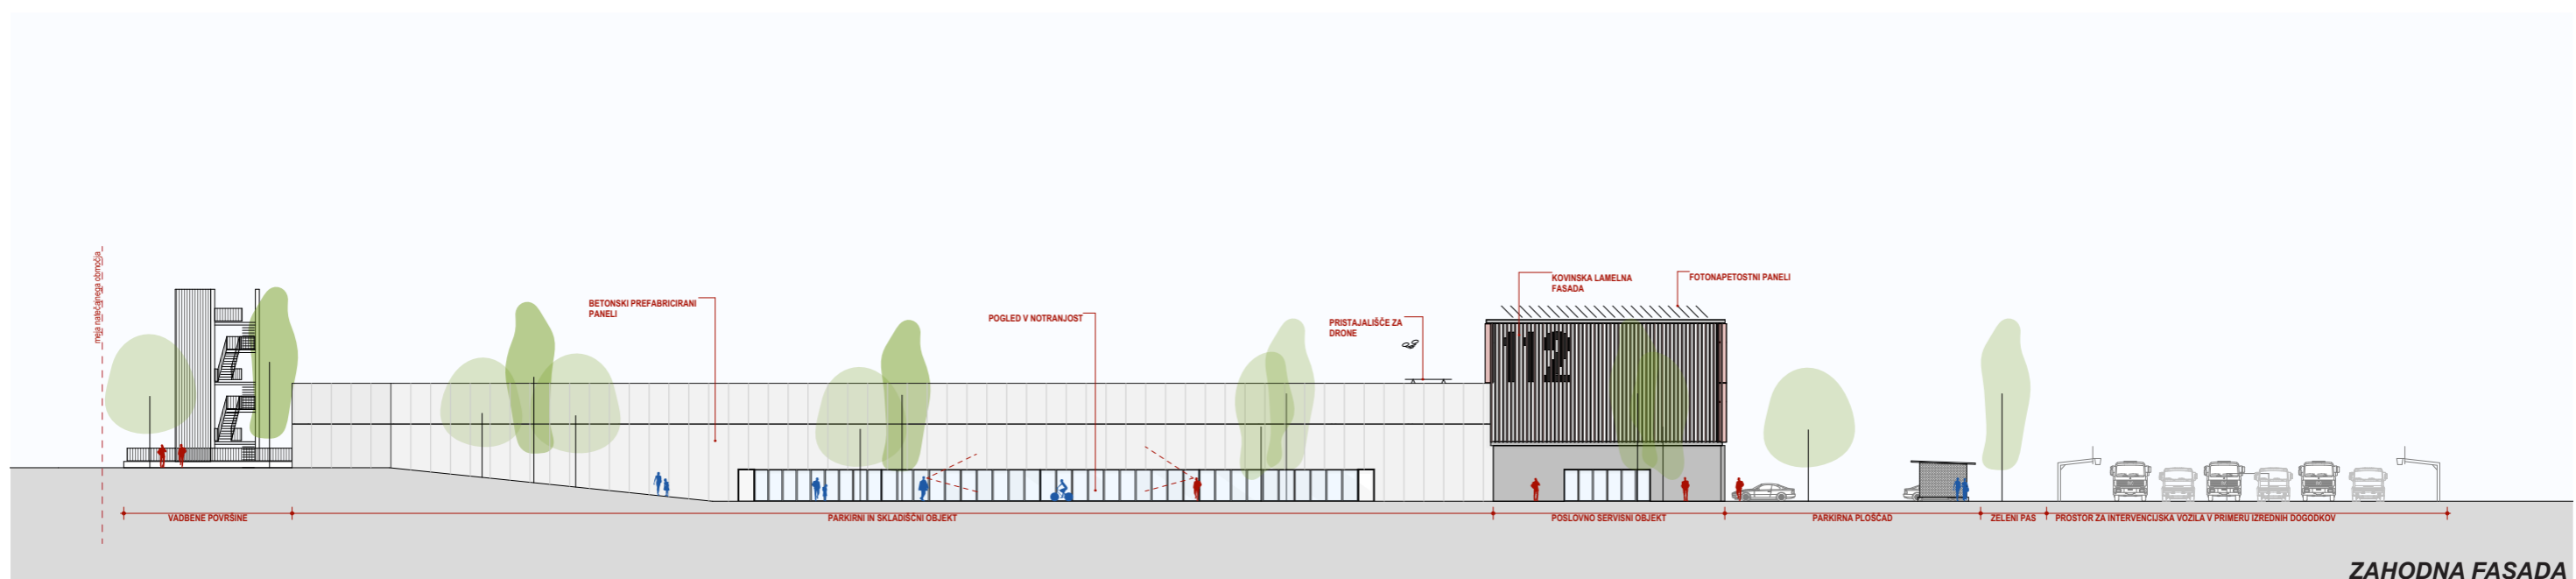 meja natečajnega območja
BETONSKI PREFABRICIRANI
PANELI
POGLED V NOTRANJOST
PRISTAJALIŠČE ZA
DRONE
KOVINSKA LAMELNA
FASADA
FOTONAPETOSTNI PANELI
112
VADBENE POVRŠINE
PARKIRNI IN SKLADIŠČNI OBJEKT
POSLOVNO SERVISNI OBJEKT
PARKIRNA PLOŠČAD
ZELENI PAS
PROSTOR ZA INTERVENCIJSKA VOZILA V PRIMERU IZREDNIH DOGODKOV
ZAHODNA FASADA